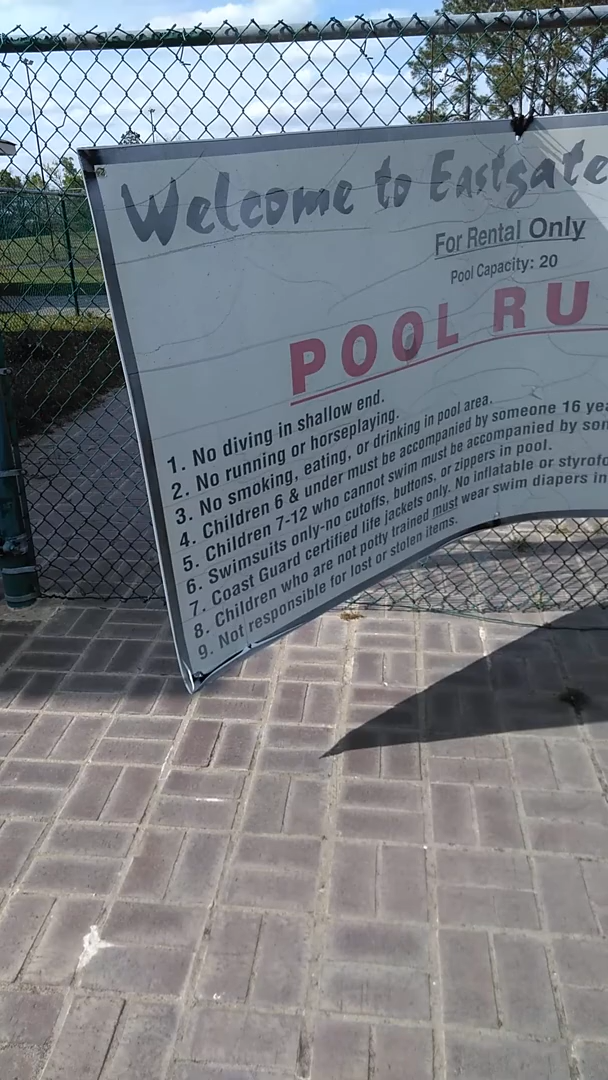 Welcome to Eastgate
For Rental Only
Pool Capacity: 20
POOL RU
1. No diving in shallow end.
2. No running or horseplaying.
3. No smoking, eating, or drinking in pool area.
4. Children 6 & under must be accompanied by someone 16 yea
5. Children 7-12 who cannot swim must be accompanied by som
6. Swimsuits only-no cutoffs, buttons, or zippers in pool.
7. Coast Guard certified life jackets only. No inflatable or styrofo
8. Children who are not potty trained must wear swim diapers in
9. Not responsible for lost or stolen items.